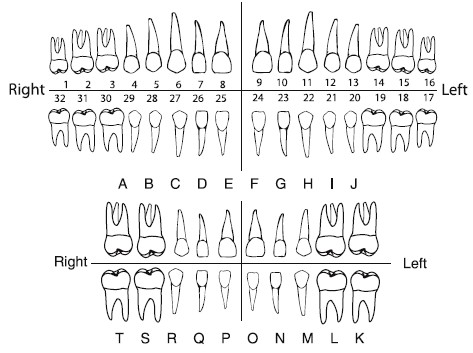 1 2 3 4 5 6 7 8 9 10 11 12 13 14 15 16
Right Left
32 31 30 29 28 27 26 25 24 23 22 21 20 19 18 17
A B C D E F G H I J
Right Left
T S R Q P O N M L K